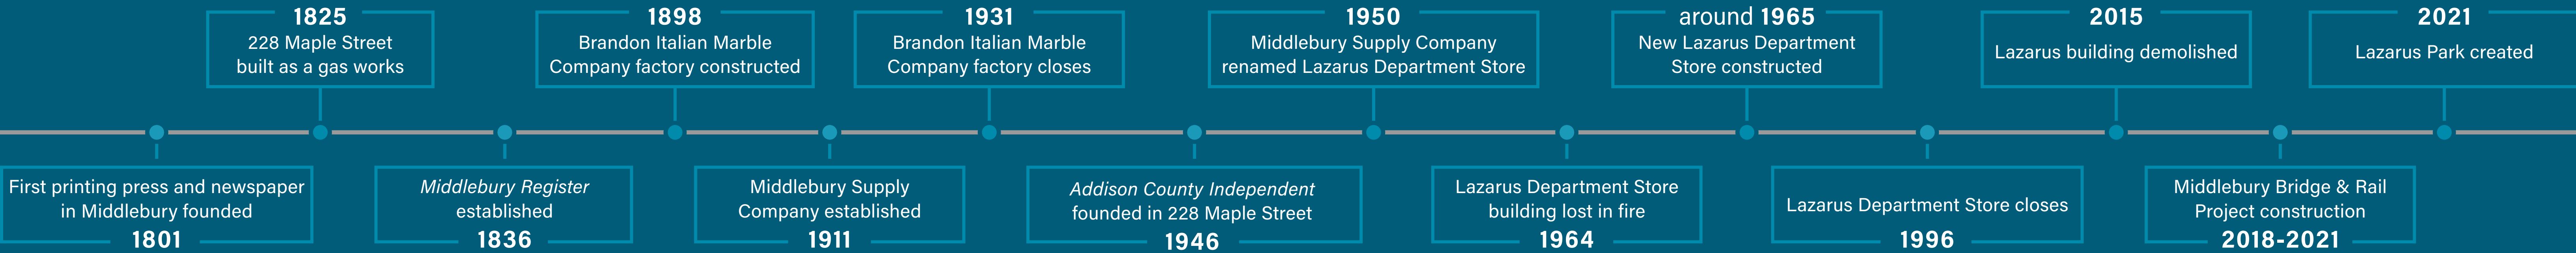 First printing press and newspaper
in Middlebury founded
1801
1825
228 Maple Street
built as a gas works
Middlebury Register
established
1836
1898
Brandon Italian Marble
Company factory constructed
Middlebury Supply
Company established
1911
1931
Brandon Italian Marble
Company factory closes
Addison County Independent
founded in 228 Maple Street
1946
1950
Middlebury Supply Company
renamed Lazarus Department Store
Lazarus Department Store
building lost in fire
1964
around 1965
New Lazarus Department
Store constructed
Lazarus Department Store closes
1996
2015
Lazarus building demolished
Middlebury Bridge & Rail
Project construction
2018-2021
2021
Lazarus Park created